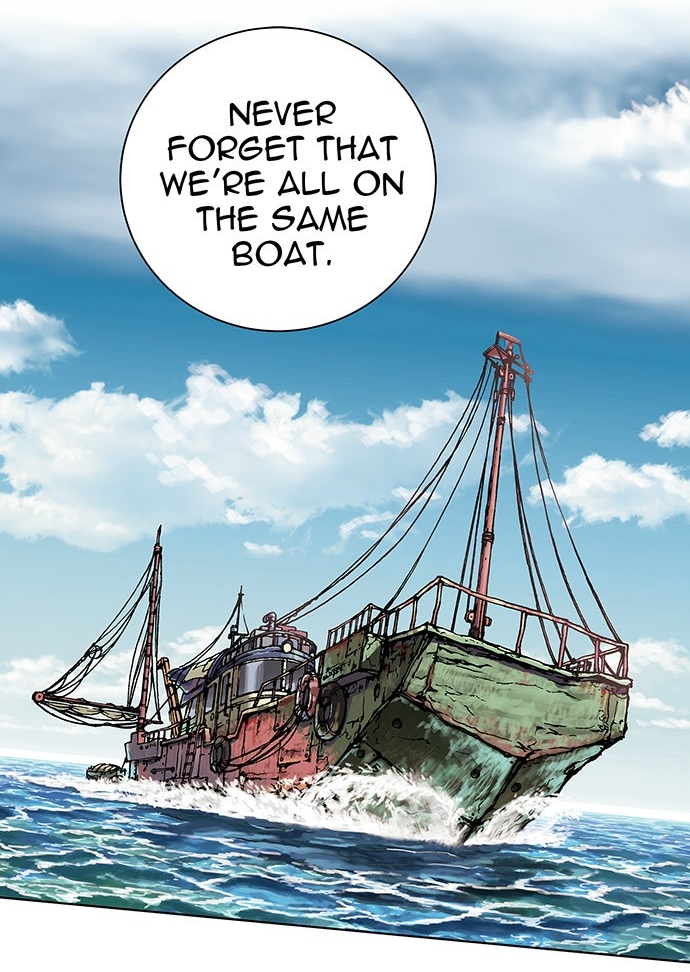 NEVER
FORGET THAT
WE'RE ALL ON
THE SAME
BOAT.